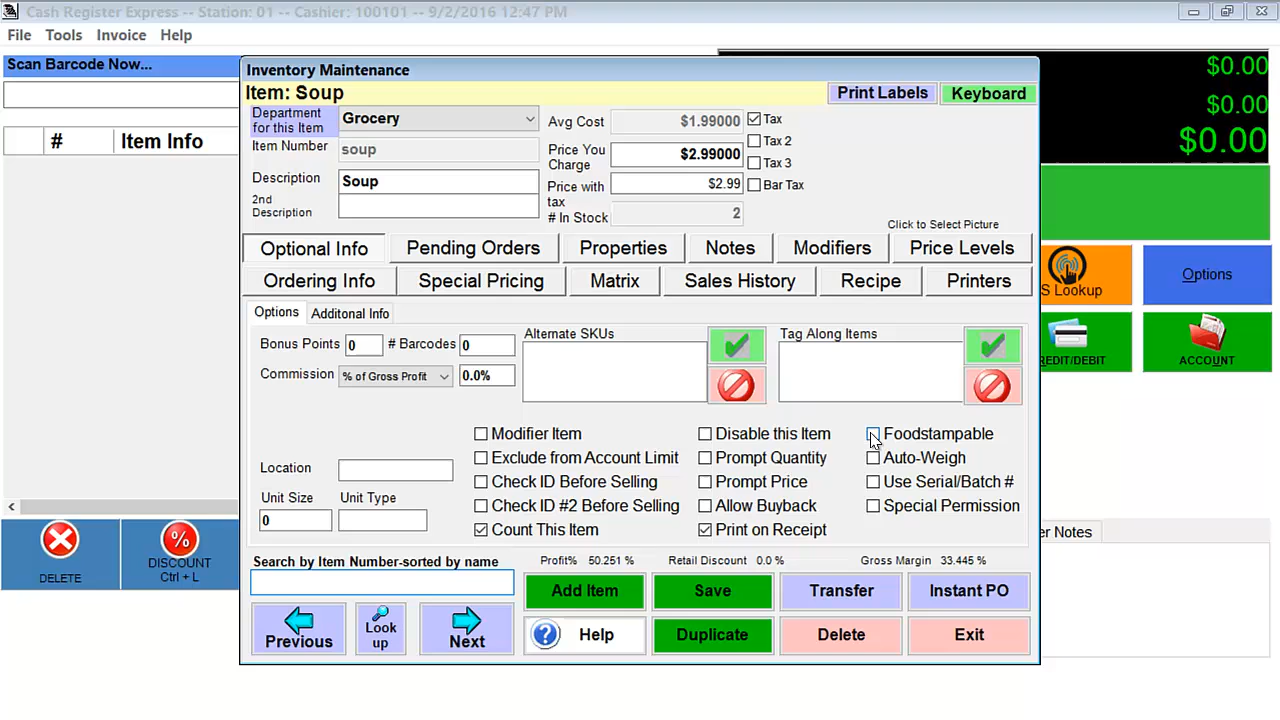 Cash Register Express -- Station: 01 -- Cashier: 100101 - 9/2/2016 12:47 PM
File Tools Invoice Help
Scan Barcode Now...
# Item Info
$0.00
$0.00
$0.00
Inventory Maintenance
Item: Soup
Print Labels
Keyboard
Department for this Item
Grocery
Item Number
soup
Description
Soup
2nd Description
Avg Cost
$1.99000
Price You Charge
$2.99000
Price with tax
$2.99
# In Stock
2
Tax
Tax 2
Tax 3
Bar Tax
Click to Select Picture
Optional Info Pending Orders Properties Notes Modifiers Price Levels
Ordering Info Special Pricing Matrix Sales History Recipe Printers
Options Additonal Info
Bonus Points 0 # Barcodes 0
Commission % of Gross Profit 0.0%
Alternate SKUs
Tag Along Items
Modifier Item Disable this Item Foodstampable
Exclude from Account Limit Prompt Quantity Auto-Weigh
Check ID Before Selling Prompt Price Use Serial/Batch #
Check ID #2 Before Selling Allow Buyback Special Permission
Count This Item Print on Receipt
Location
Unit Size Unit Type
0
Search by Item Number-sorted by name
Profit% 50.251 % Retail Discount 0.0 % Gross Margin 33.445 %
Add Item Save Transfer Instant PO
Previous Look up Next
Help Duplicate Delete Exit
DELETE
DISCOUNT
Ctrl + L
S Lookup
Options
REDIT/DEBIT
ACCOUNT
er Notes